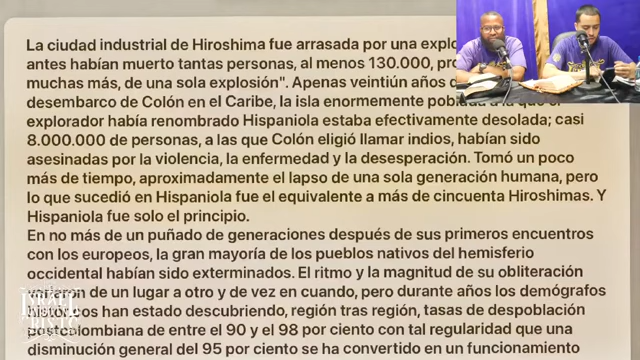 La ciudad industrial de Hiroshima fue arrasada por una
antes habían muerto tantas personas, al menos 130.000,
muchas más, de una sola explosión". Apenas veintiún años
desembarco de Colón en el Caribe, la isla enormemente
explorador había renombrado Hispaniola estaba efectivamente desolada; casi
8.000.000 de personas, a las que Colón eligió llamar indios, habían sido
asesinadas por la violencia, la enfermedad y la desesperación. Tomó un poco
más de tiempo, aproximadamente el lapso de una sola generación humana, pero
lo que sucedió en Hispaniola fue el equivalente a más de cincuenta Hiroshimas. Y
Hispaniola fue solo el principio.
En no más de un puñado de generaciones después de sus primeros encuentros
con los europeos, la gran mayoría de los pueblos nativos del hemisferio
occidental habían sido exterminados. El ritmo y la magnitud de su obliteración
de un lugar a otro y de vez en cuando, pero durante años los demógrafos
históricos han estado descubriendo, región tras región, tasas de despoblación
postcolombiana de entre el 90 y el 98 por ciento con tal regularidad que una
disminución general del 95 por ciento se ha convertido en un funcionamiento